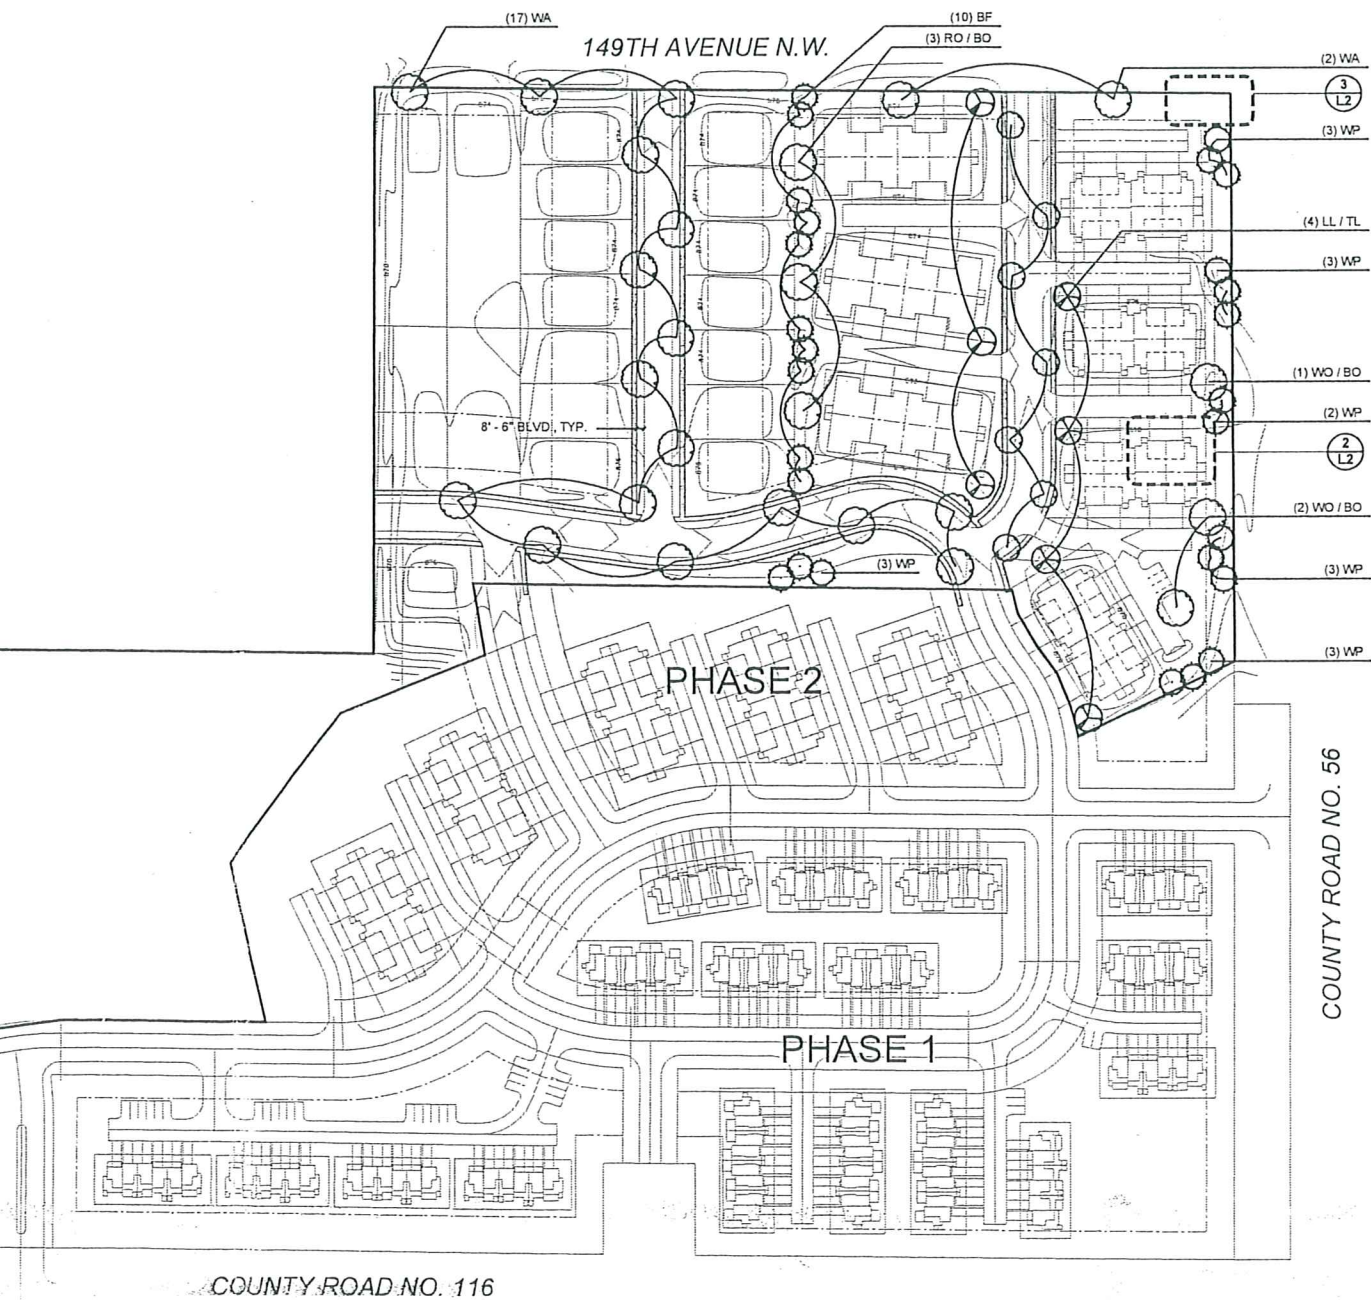 (17) WA
(10) BF
149TH AVENUE N.W.
(3) RO / BO
(2) WA
3
L2
(3) WP
(4) LL / TL
(3) WP
(1) WO / BO
8' - 6" BLVD., TYP.
(2) WP
2
L2
(2) WO / BO
(3) WP
(3) WP
(3) WP
PHASE 2
COUNTY ROAD NO. 56
PHASE 1
COUNTY ROAD NO. 116